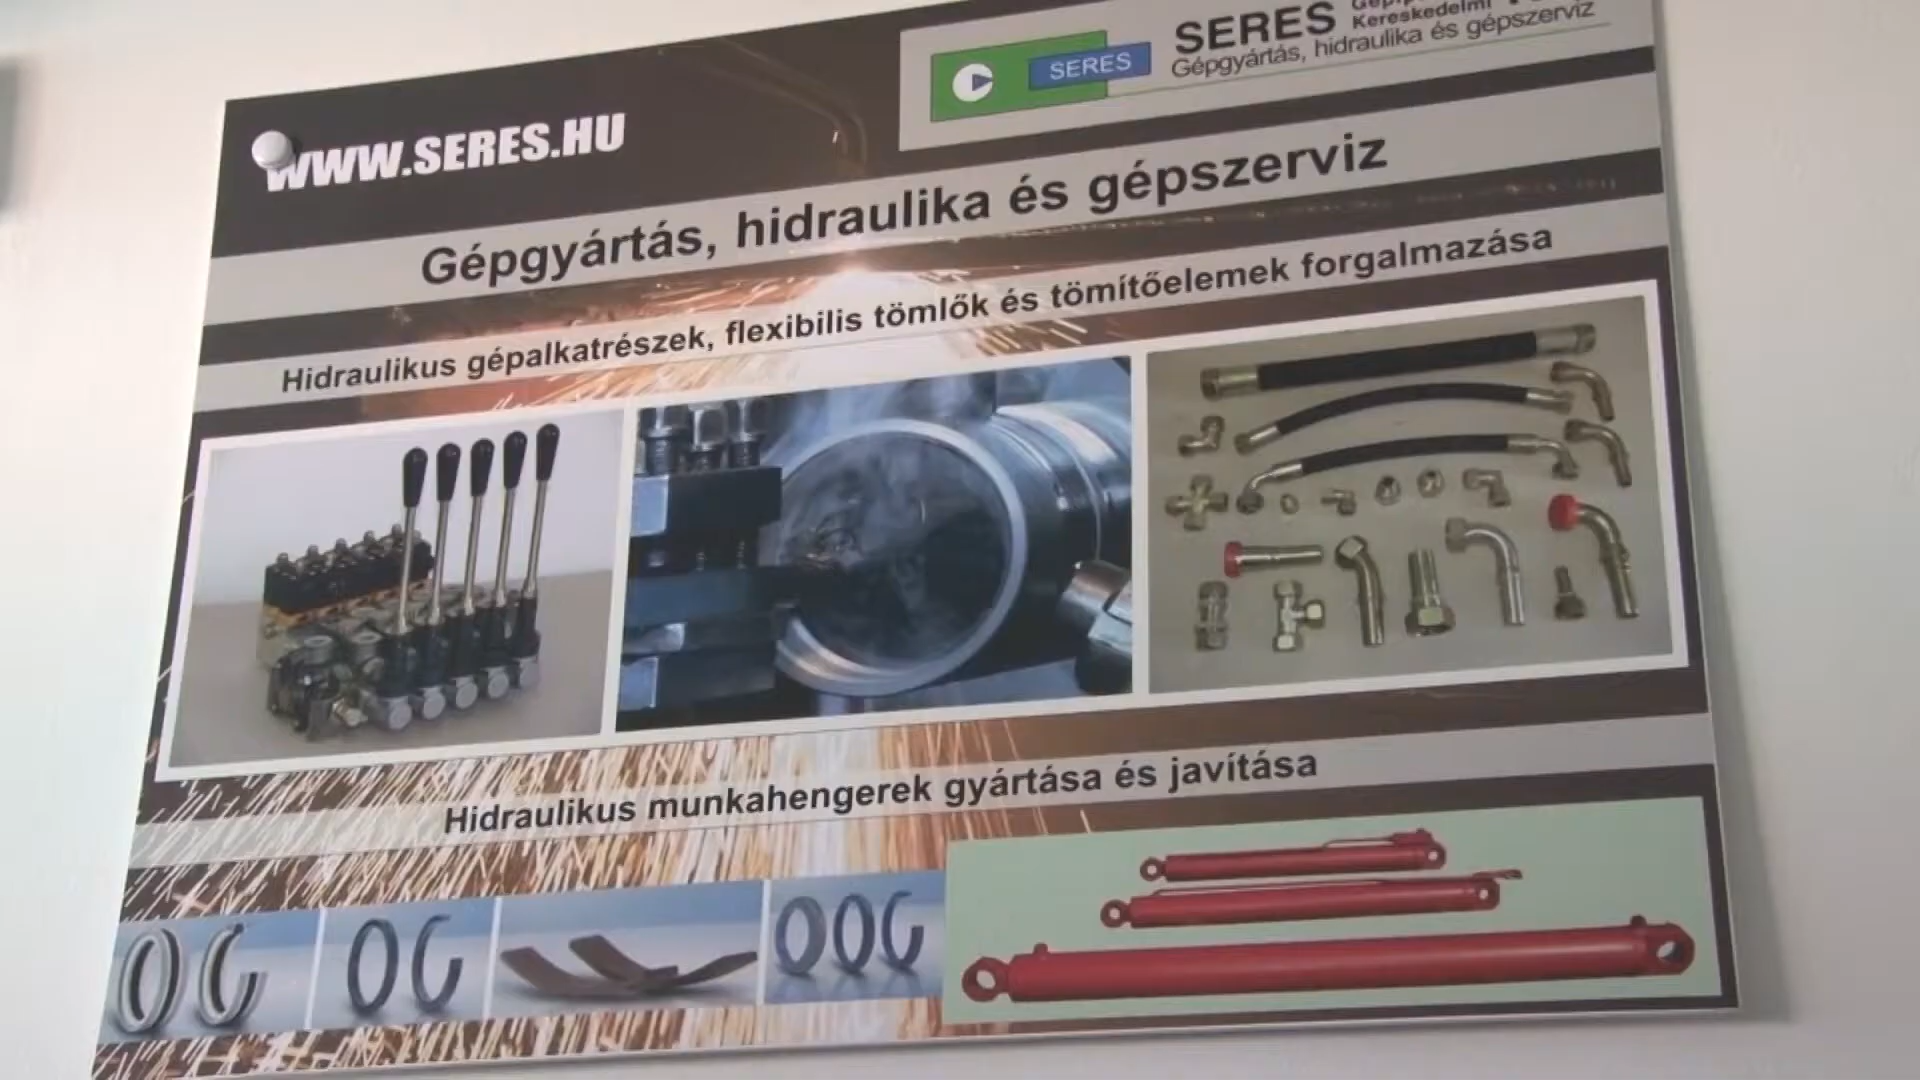 WWW.SERES.HU
SERES
SERES
Kereskedelmi
Gépgyártás, hidraulika és gépszerviz
Gépgyártás, hidraulika és gépszerviz
Hidraulikus gépalkatrészek, flexibilis tömlők és tömítőelemek forgalmazása
Hidraulikus munkahengerek gyártása és javítása